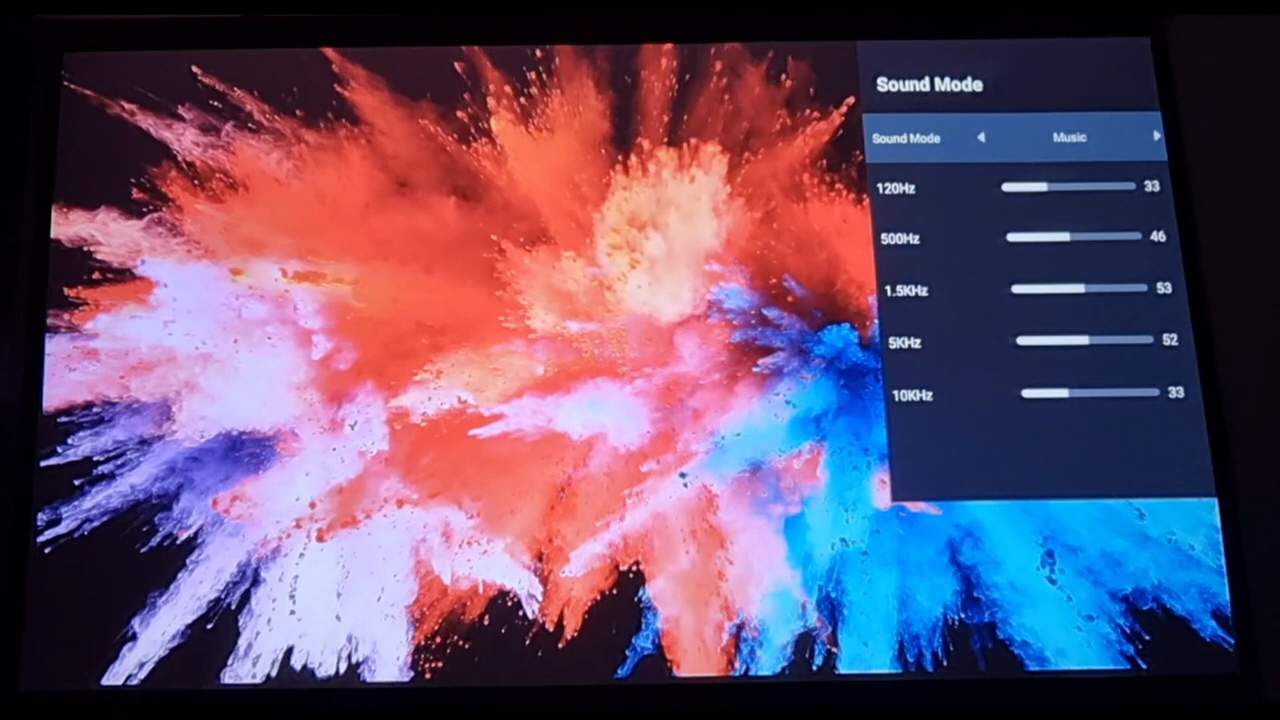 Sound Mode
Sound Mode Music
120Hz 33
500Hz 46
1.5KHz 53
5KHz 52
10KHz 33